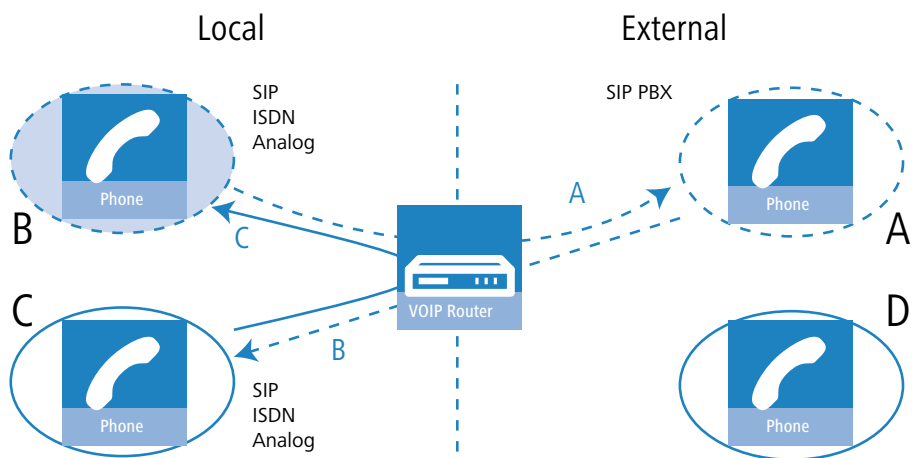 Local
External
SIP
ISDN
Analog
SIP PBX
Phone
Phone
B
C
A
A
VOIP Router
C
B
D
Phone
SIP
ISDN
Analog
Phone